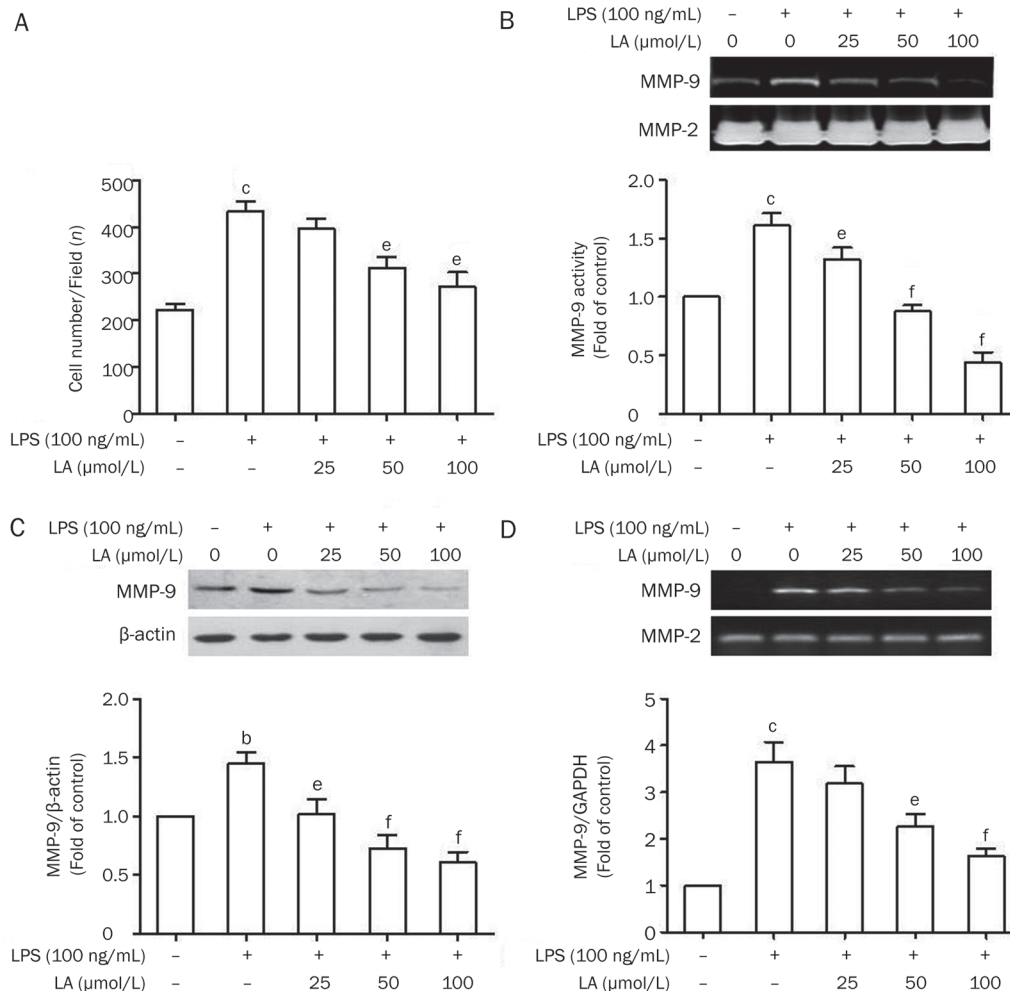 A
500
400
300
200
100
0
Cell number/Field (n)
c
e
e
LPS (100 ng/mL) – + + + +
LA (μmol/L) – – 25 50 100
B
LPS (100 ng/mL) – + + + +
LA (μmol/L) 0 0 25 50 100
MMP-9
MMP-2
2.0
1.5
1.0
0.5
0
MMP-9 activity
(Fold of control)
c
e
f
f
LPS (100 ng/mL) – + + + +
LA (μmol/L) – – 25 50 100
C
LPS (100 ng/mL) – + + + +
LA (μmol/L) 0 0 25 50 100
MMP-9
β-actin
2.0
1.5
1.0
0.5
0
MMP-9/β-actin
(Fold of control)
b
e
f
f
LPS (100 ng/mL) – + + + +
LA (μmol/L) – – 25 50 100
D
LPS (100 ng/mL) – + + + +
LA (μmol/L) 0 0 25 50 100
MMP-9
MMP-2
5
4
3
2
1
0
MMP-9/GAPDH
(Fold of control)
c
e
f
LPS (100 ng/mL) – + + + +
LA (μmol/L) – – 25 50 100